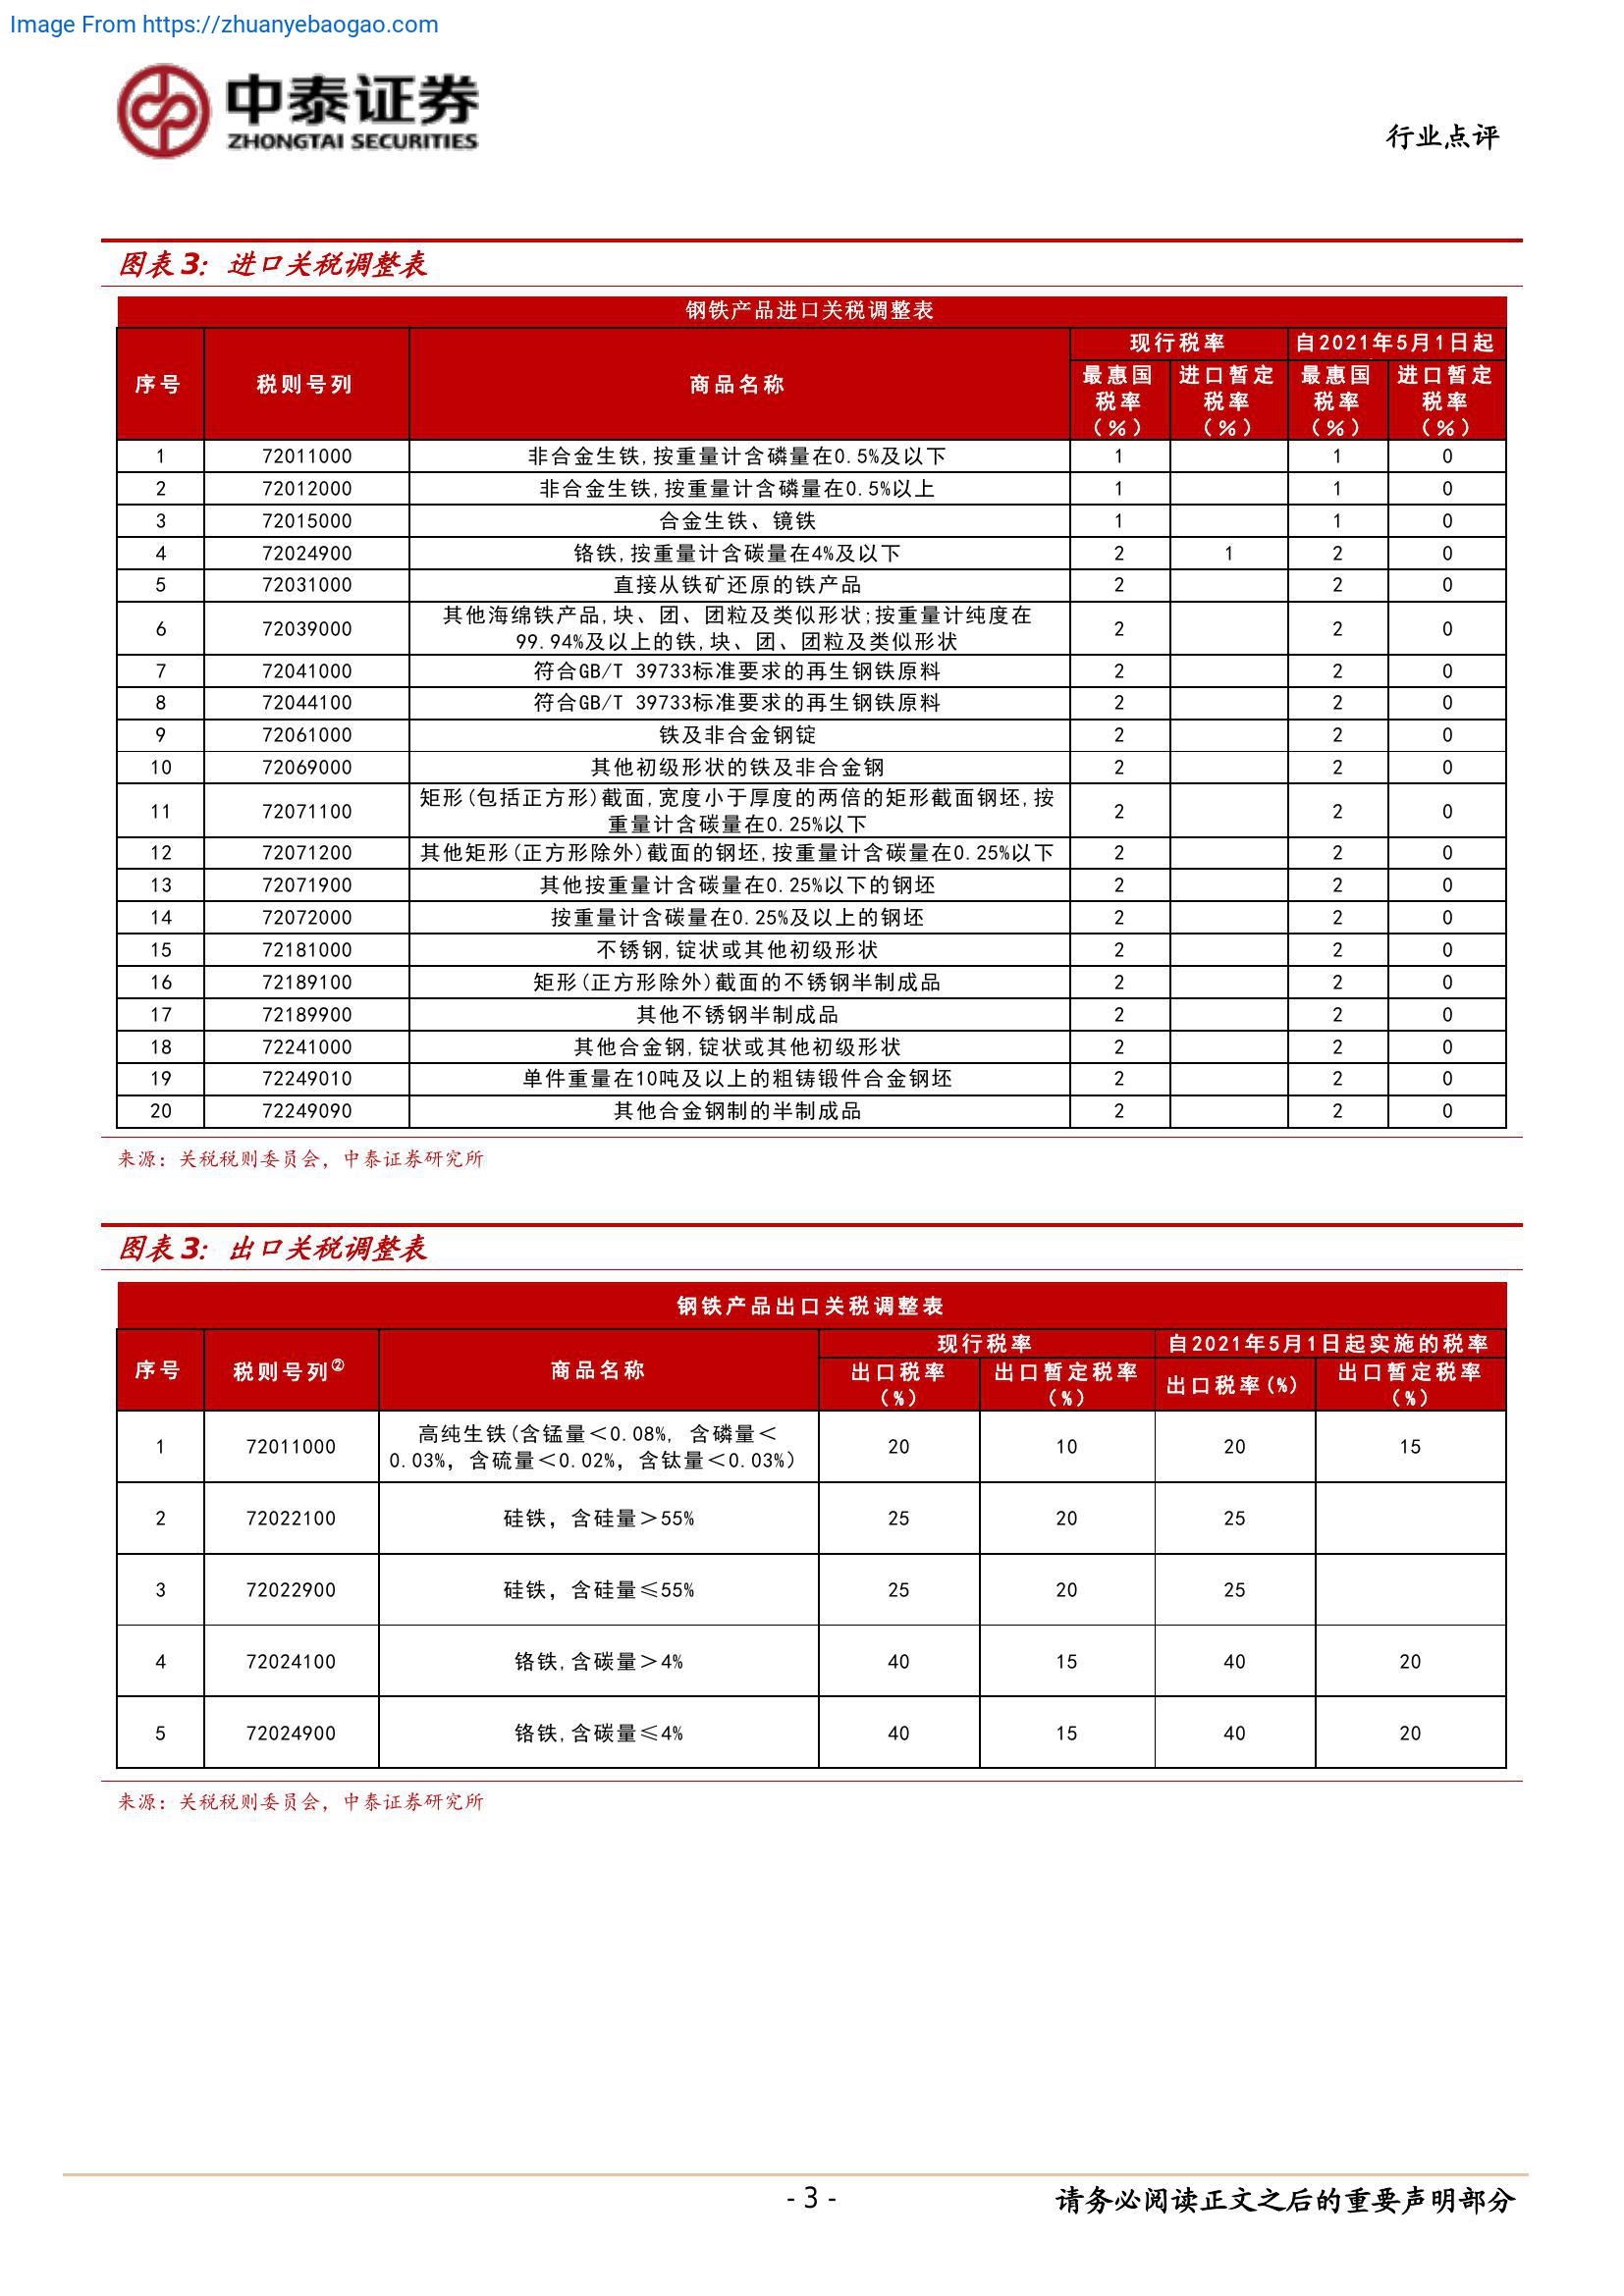 Image From https://zhuanyebaogao.com
中泰证券
ZHONGTAI SECURITIES
行业点评
图表3：进口关税调整表
钢铁产品进口关税调整表
序号 税则号列 商品名称 现行税率 自2021年5月1日起
最惠国税率（%） 进口暂定税率（%） 最惠国税率（%） 进口暂定税率（%）
1 72011000 非合金生铁,按重量计含磷量在0.5%及以下 1 1 0
2 72012000 非合金生铁,按重量计含磷量在0.5%以上 1 1 0
3 72015000 合金生铁、镜铁 1 1 0
4 72024900 铬铁,按重量计含碳量在4%及以下 2 1 2 0
5 72031000 直接从铁矿还原的铁产品 2 2 0
6 72039000 其他海绵铁产品,块、团、团粒及类似形状;按重量计纯度在
99.94%及以上的铁,块、团、团粒及类似形状 2 2 0
7 72041000 符合GB/T 39733标准要求的再生钢铁原料 2 2 0
8 72044100 符合GB/T 39733标准要求的再生钢铁原料 2 2 0
9 72061000 铁及非合金钢锭 2 2 0
10 72069000 其他初级形状的铁及非合金钢 2 2 0
11 72071100 矩形(包括正方形)截面,宽度小于厚度的两倍的矩形截面钢坯,按
重量计含碳量在0.25%以下 2 2 0
12 72071200 其他矩形(正方形除外)截面的钢坯,按重量计含碳量在0.25%以下 2 2 0
13 72071900 其他按重量计含碳量在0.25%以下的钢坯 2 2 0
14 72072000 按重量计含碳量在0.25%及以上的钢坯 2 2 0
15 72181000 不锈钢,锭状或其他初级形状 2 2 0
16 72189100 矩形(正方形除外)截面的不锈钢半制成品 2 2 0
17 72189900 其他不锈钢半制成品 2 2 0
18 72241000 其他合金钢,锭状或其他初级形状 2 2 0
19 72249010 单件重量在10吨及以上的粗铸锻件合金钢坯 2 2 0
20 72249090 其他合金钢制的半制成品 2 2 0
来源：关税税则委员会，中泰证券研究所
图表3：出口关税调整表
钢铁产品出口关税调整表
序号 税则号列② 商品名称 现行税率 自2021年5月1日起实施的税率
出口税率(%) 出口暂定税率(%) 出口税率(%) 出口暂定税率(%)
1 72011000 高纯生铁(含锰量＜0.08%, 含磷量＜
0.03%，含硫量＜0.02%，含钛量＜0.03%) 20 10 20 15
2 72022100 硅铁，含硅量＞55% 25 20 25
3 72022900 硅铁，含硅量≤55% 25 20 25
4 72024100 铬铁,含碳量＞4% 40 15 40 20
5 72024900 铬铁,含碳量≤4% 40 15 40 20
来源：关税税则委员会，中泰证券研究所
- 3 -
请务必阅读正文之后的重要声明部分